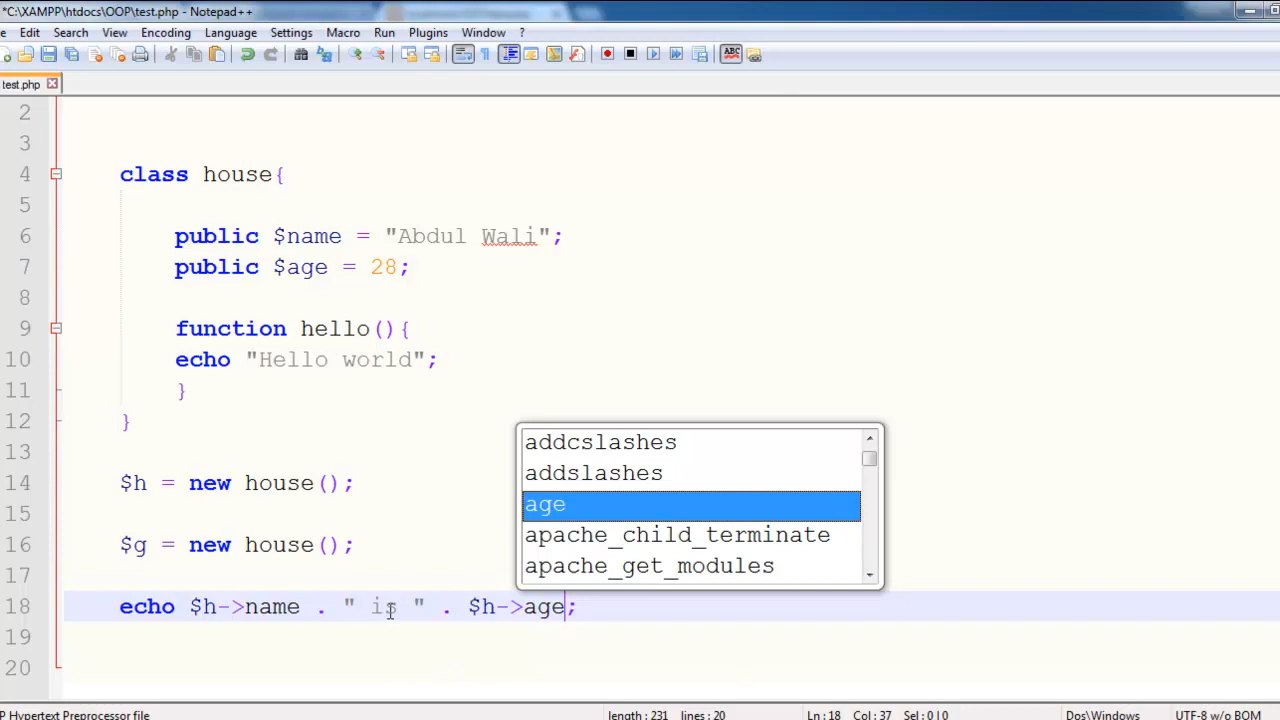 *C:\XAMPP\htdocs\OOP\test.php - Notepad++
e Edit Search View Encoding Language Settings Macro Run Plugins Window ?
ABC
test.php
2
3
4 class house{
5
6 public $name = "Abdul Wali";
7 public $age = 28;
8
9 function hello(){
10 echo "Hello world";
11 }
12 }
13
14 $h = new house();
15
16 $g = new house();
17
18 echo $h->name . " is " . $h->age;
19
20
addcslashes
addslashes
age
apache_child_terminate
apache_get_modules
P Hypertext Preprocessor file length : 231 lines : 20 Ln : 18 Col : 37 Sel : 0 | 0 Dos\Windows UTF-8 w/o BOM